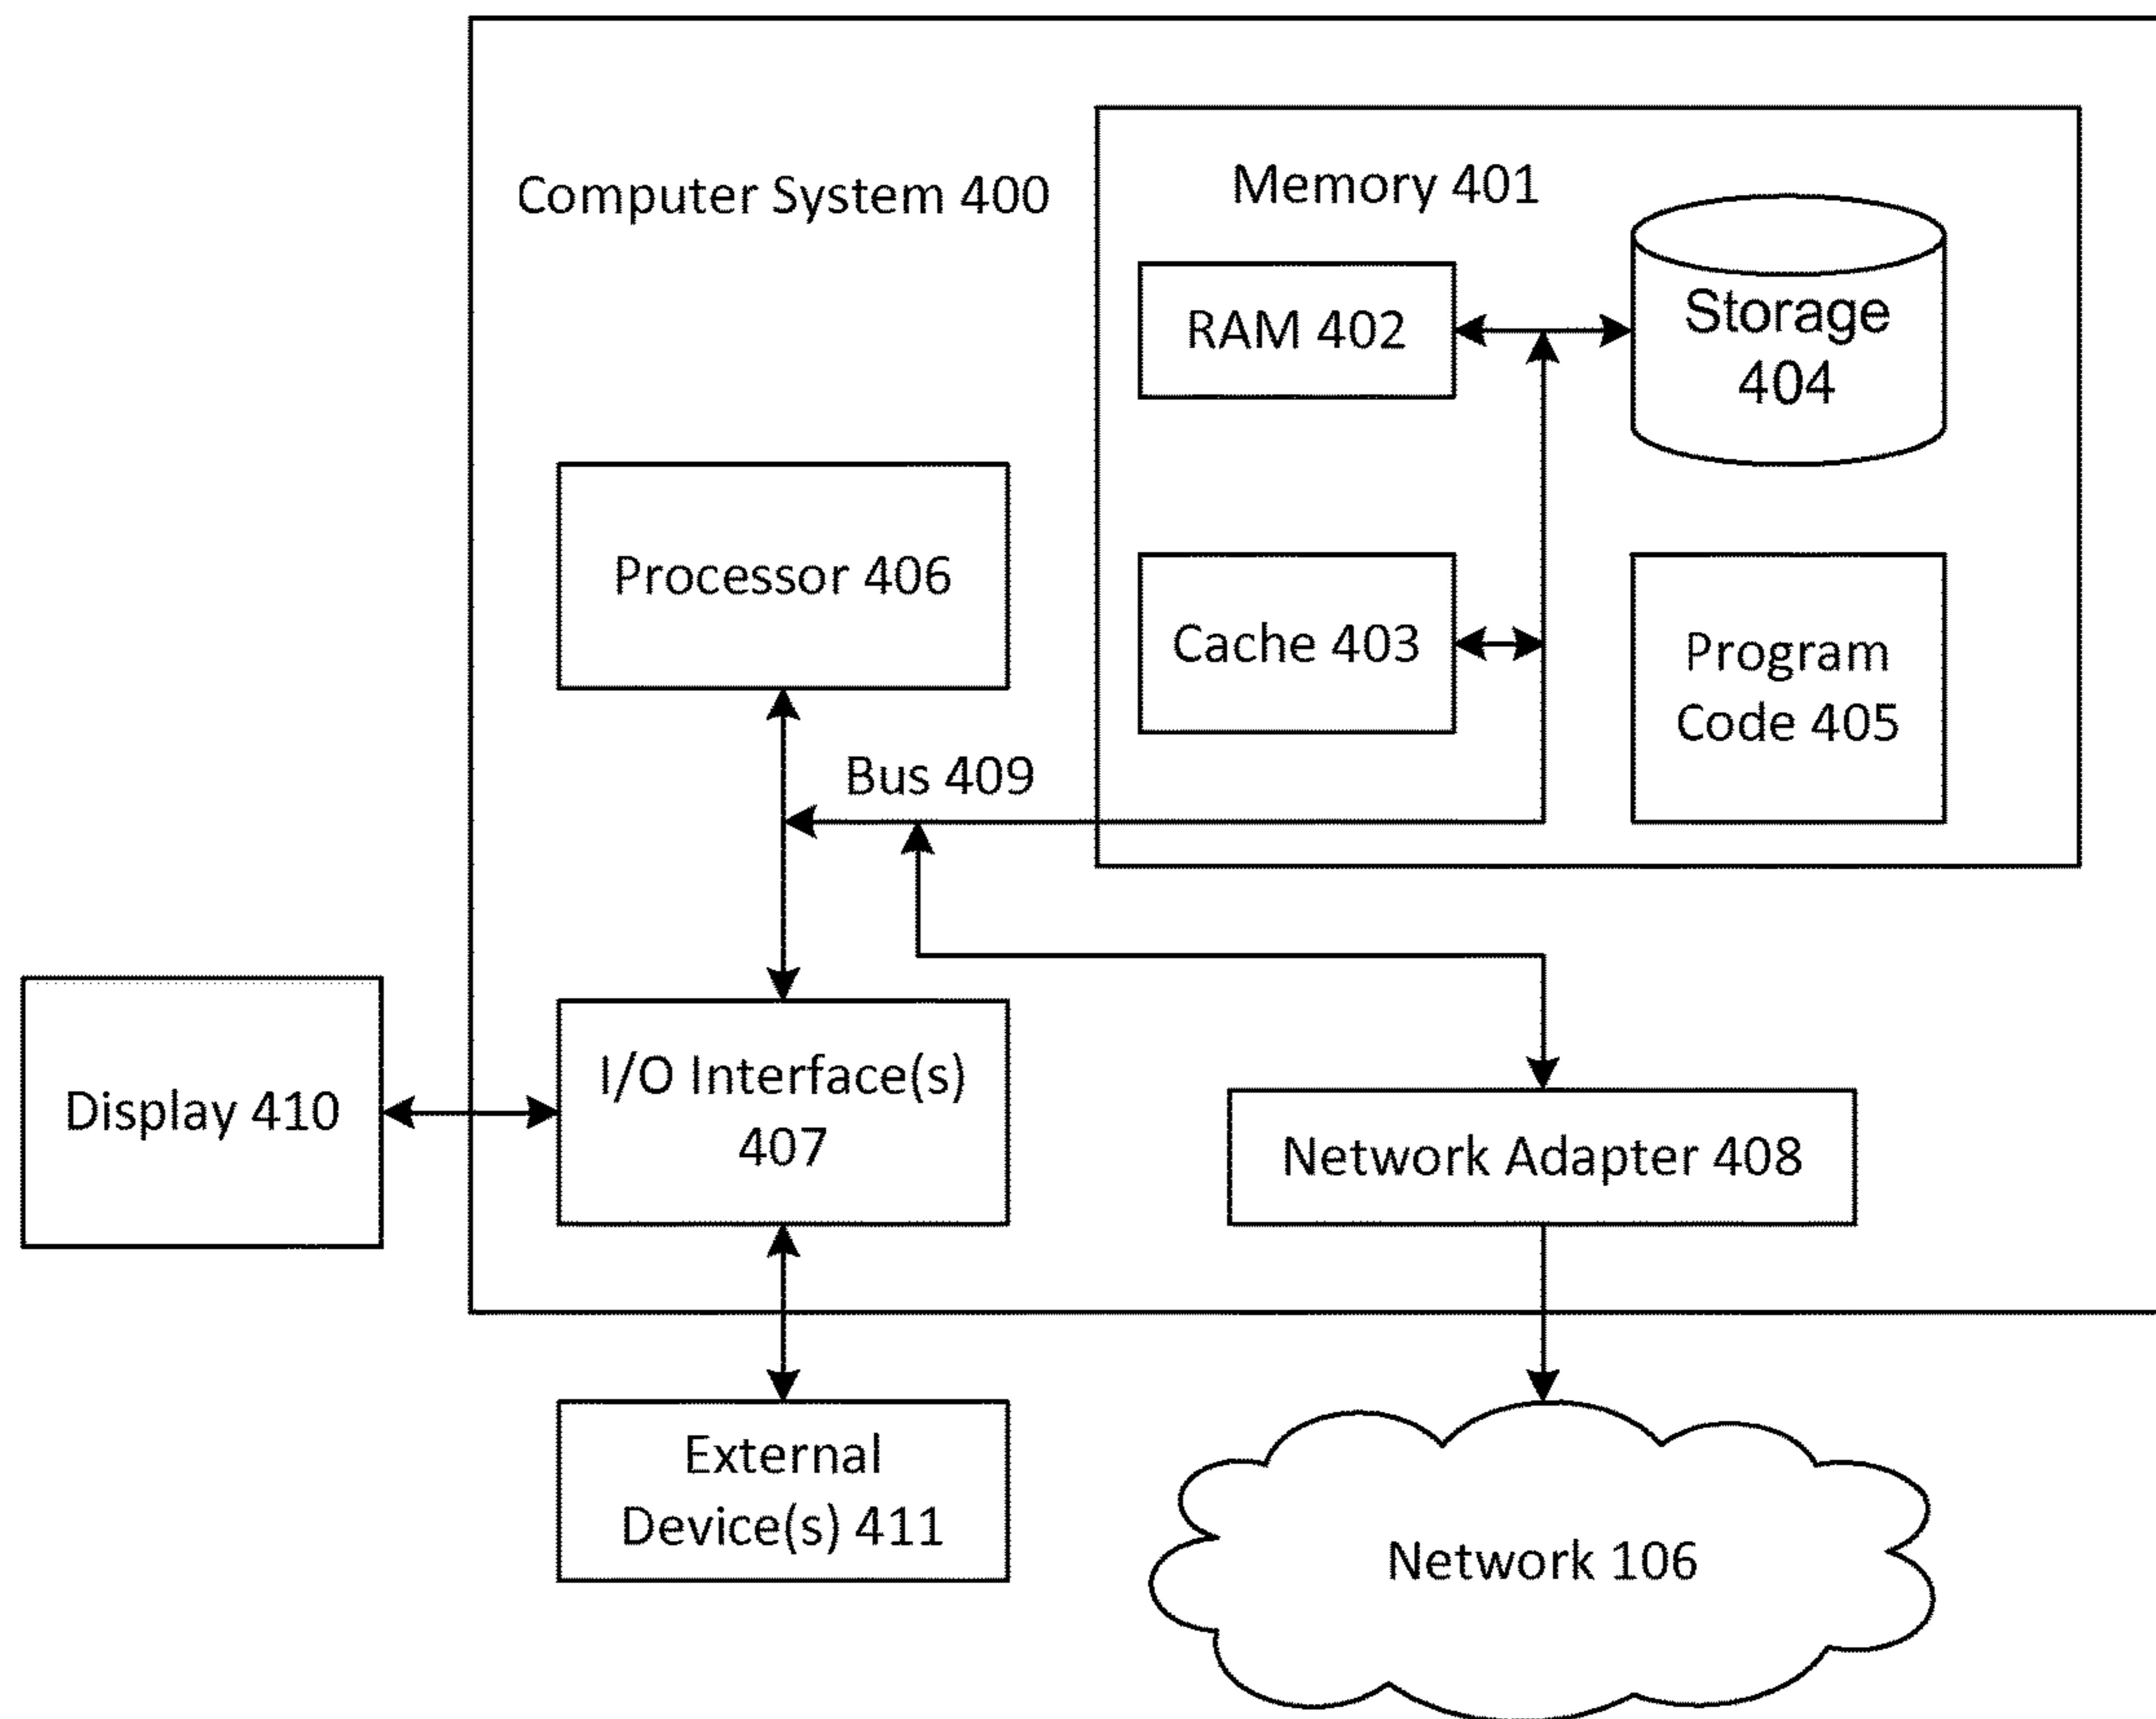 Computer System 400
Memory 401
RAM 402
Storage
404
Processor 406
Cache 403
Program
Code 405
Bus 409
Display 410
I/O Interface(s)
407
Network Adapter 408
External
Device(s) 411
Network 106